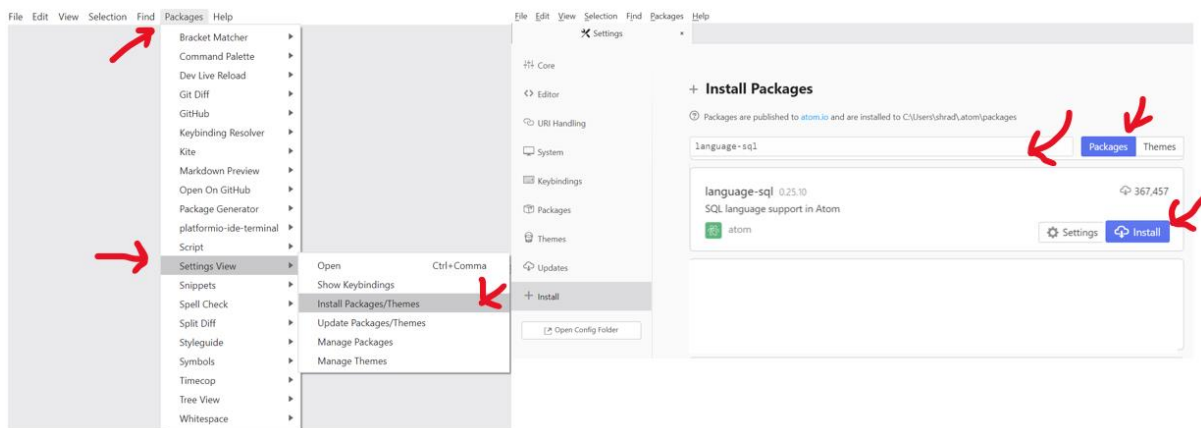 File Edit View Selection Find Packages Help
Bracket Matcher
Command Palette
Dev Live Reload
Git Diff
GitHub
Keybinding Resolver
Kite
Markdown Preview
Open On GitHub
Package Generator
platformio-ide-terminal
Script
Settings View
Snippets
Spell Check
Split Diff
Styleguide
Symbols
Timecop
Tree View
Whitespace
Open Ctrl+Comma
Show Keybindings
Install Packages/Themes
Update Packages/Themes
Manage Packages
Manage Themes
File Edit View Selection Find Packages Help
Settings
Core
Editor
URI Handling
System
Keybindings
Packages
Themes
Updates
+ Install
Open Config Folder
+ Install Packages
? Packages are published to atom.io and are installed to C:\Users\shrad\.atom\packages
language-sql
Packages Themes
language-sql 0.25.10 367,457
SQL language support in Atom
atom
Settings Install